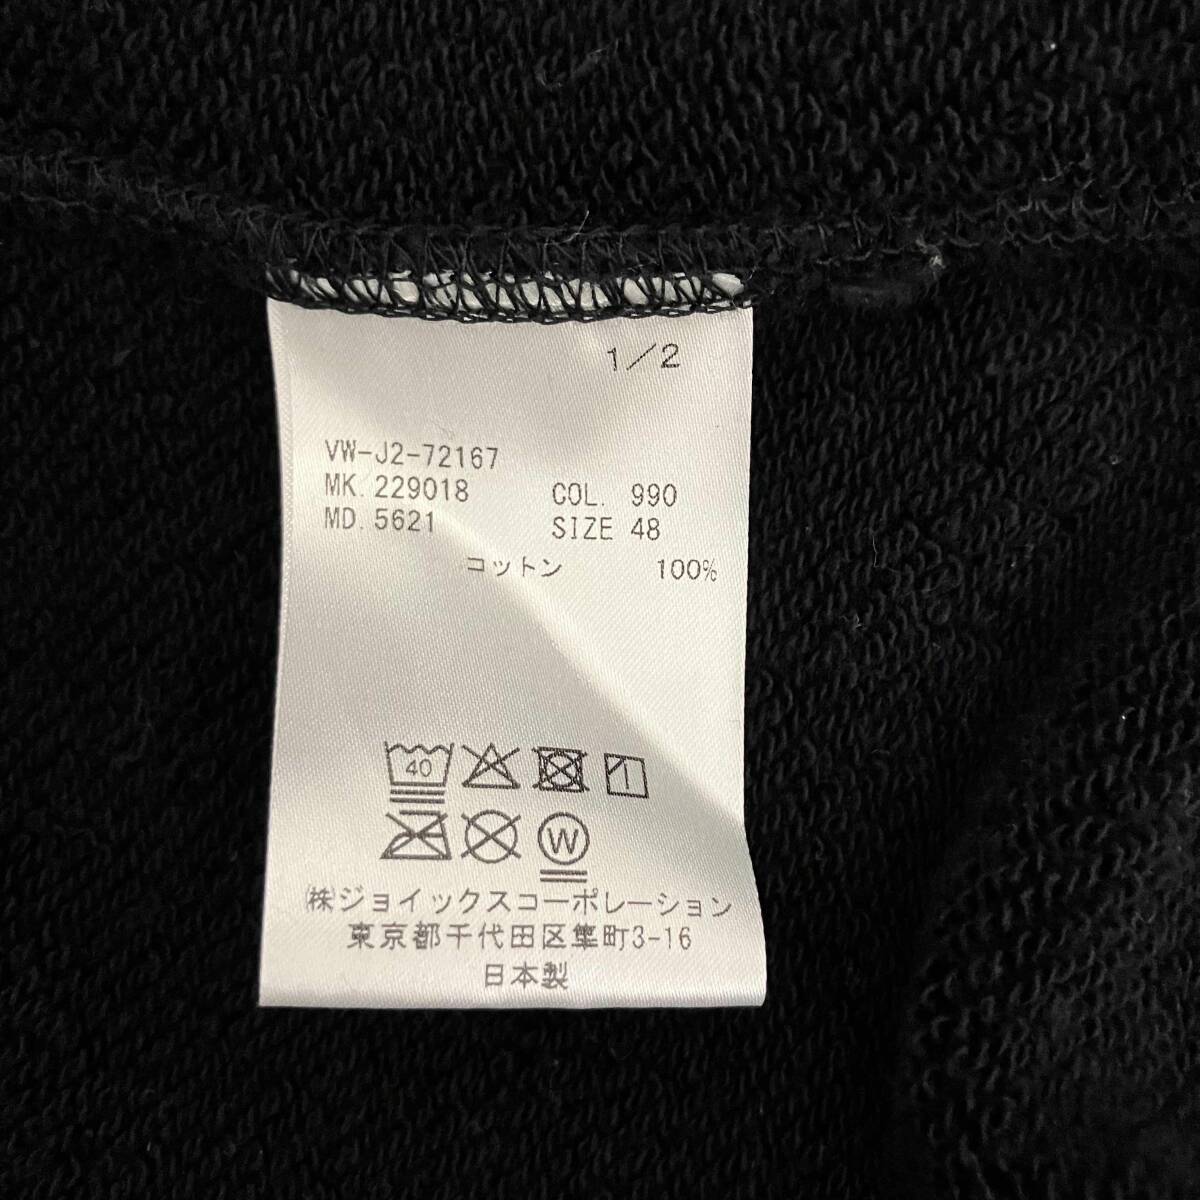 1/2
VW-J2-72167
MK. 229018 COL. 990
MD. 5621 SIZE 48
コットン 100%
40
W
㈱ジョイックスコーポレーション
東京都千代田区隼町3-16
日本製